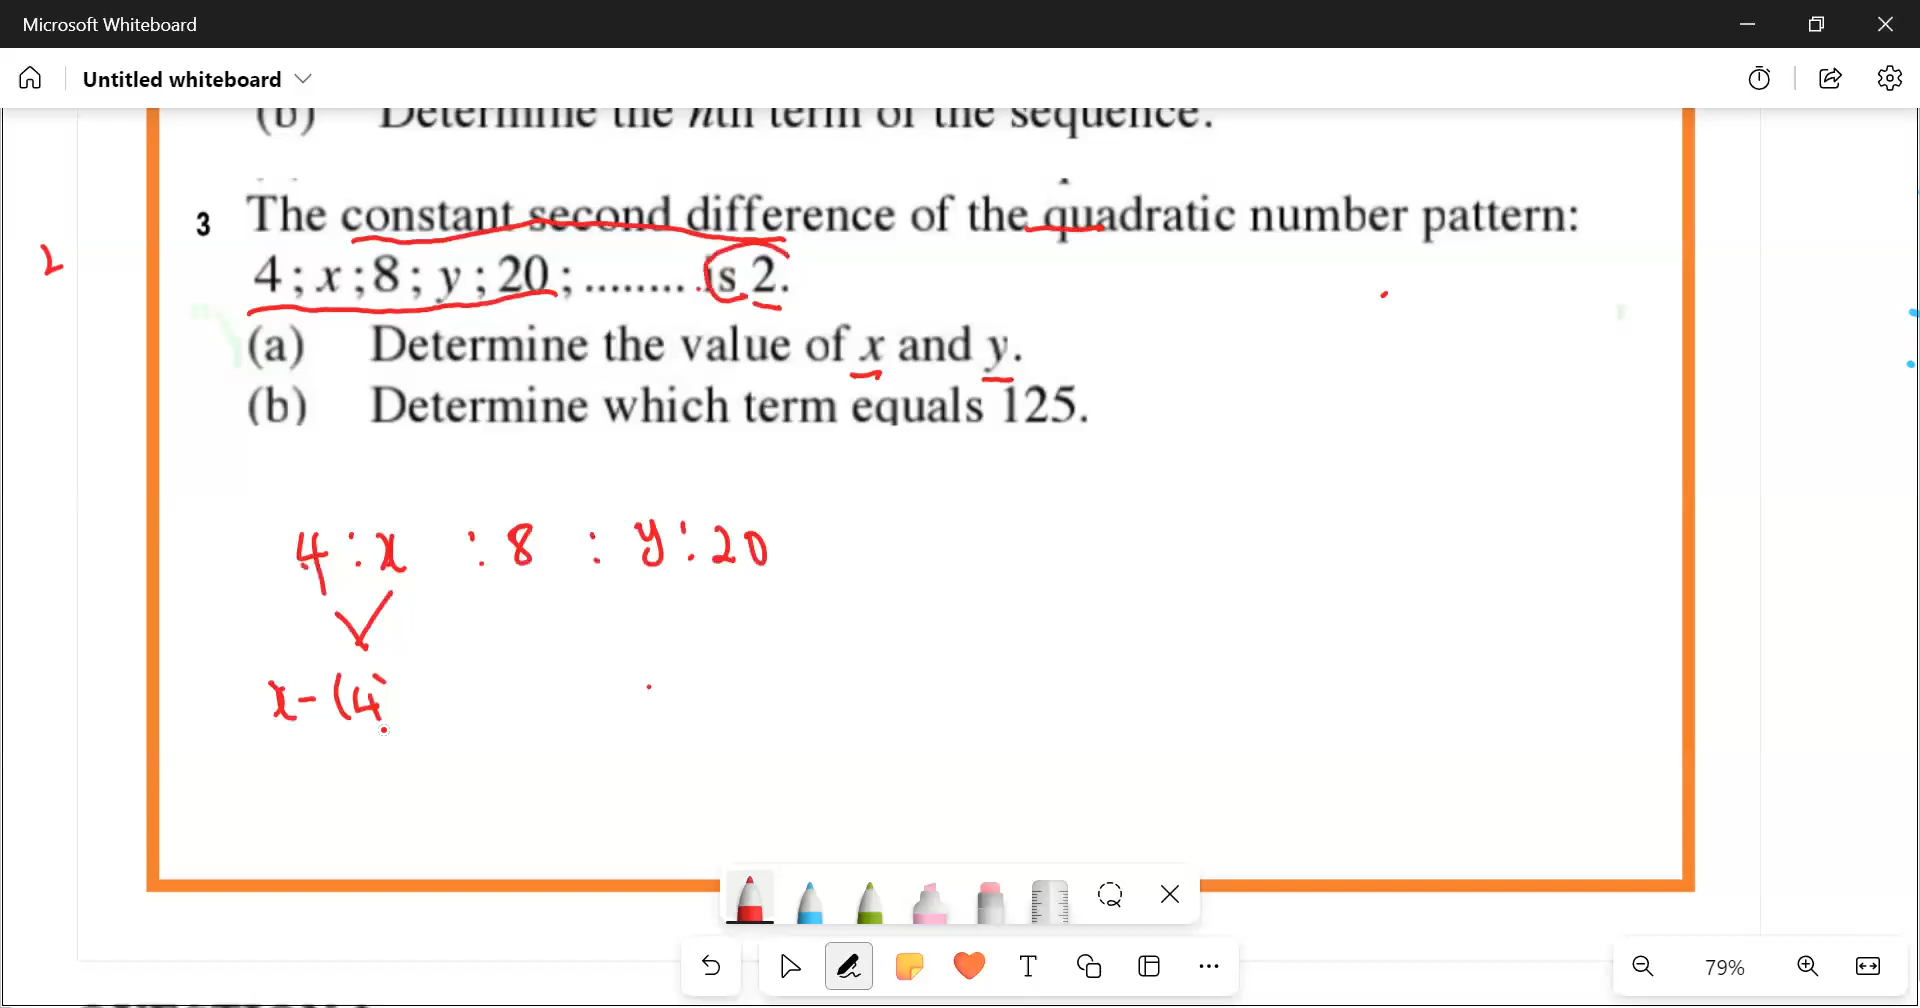 Microsoft Whiteboard
Untitled whiteboard
(b) Determine the nth term of the sequence.
3 The constant second difference of the quadratic number pattern:
2
4 ; x ; 8 ; y ; 20 ; ........ is 2.
(a) Determine the value of x and y.
(b) Determine which term equals 125.
4 : x : 8 : y : 20
x - (4)
79%